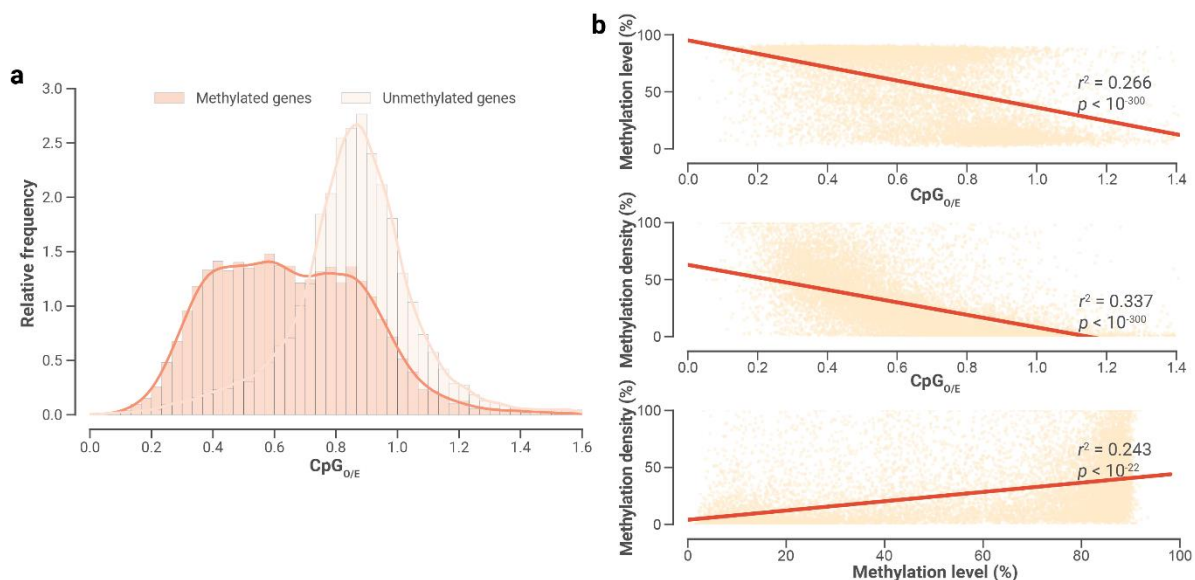 a
3.0
2.5
2.0
1.5
1.0
0.5
0.0
Relative frequency
Methylated genes
Unmethylated genes
0.0 0.2 0.4 0.6 0.8 1.0 1.2 1.4 1.6
CpG O/E
b
100
50
0
Methylation level (%)
r² = 0.266
p < 10⁻³⁰⁰
0.0 0.2 0.4 0.6 0.8 1.0 1.2 1.4
CpG O/E
100
50
0
Methylation density (%)
r² = 0.337
p < 10⁻³⁰⁰
0.0 0.2 0.4 0.6 0.8 1.0 1.2 1.4
CpG O/E
100
50
0
Methylation density (%)
r² = 0.243
p < 10⁻²²
0 20 40 60 80 100
Methylation level (%)